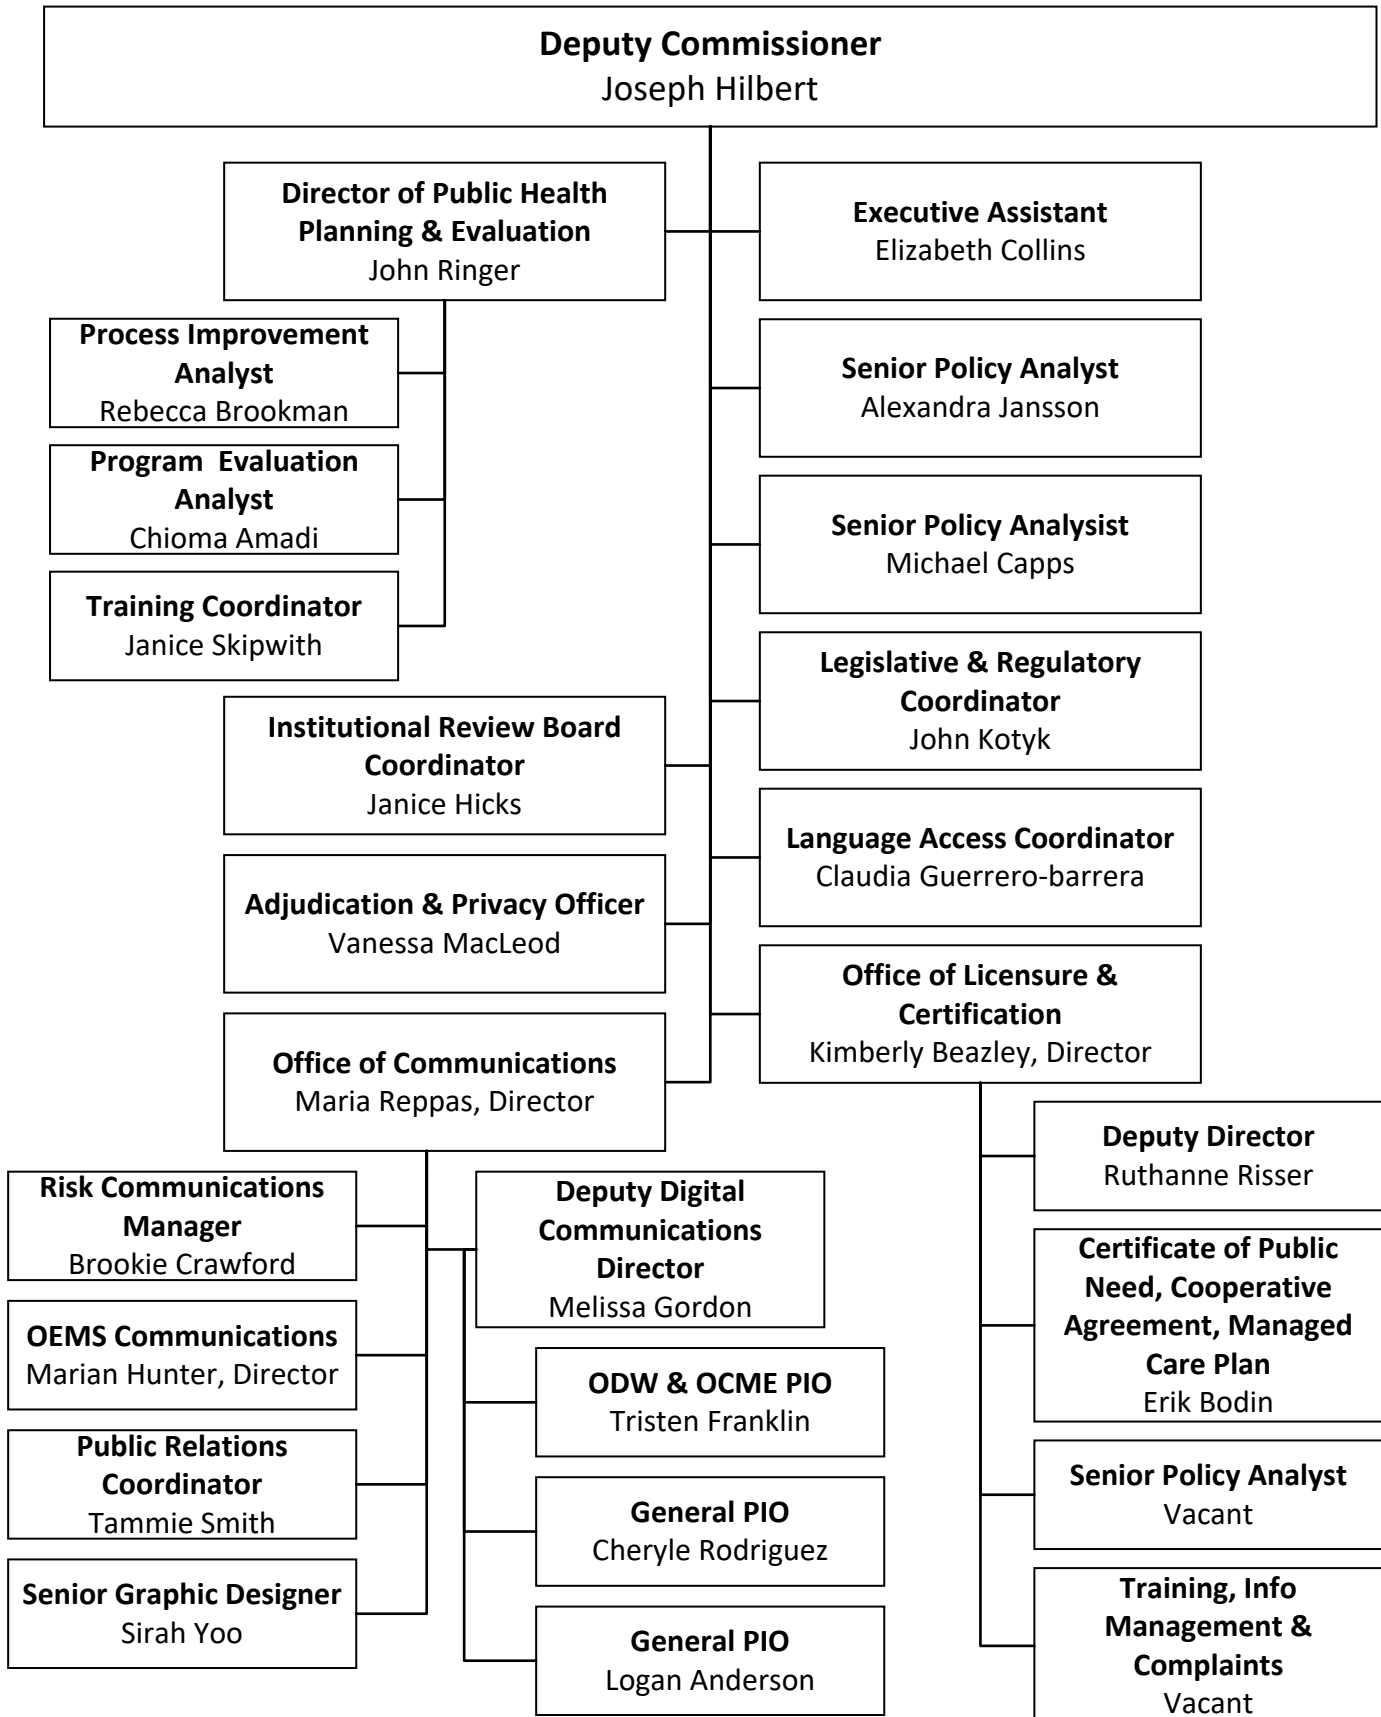 Deputy Commissioner
Joseph Hilbert
Director of Public Health
Planning & Evaluation
John Ringer
Executive Assistant
Elizabeth Collins
Process Improvement
Analyst
Rebecca Brookman
Senior Policy Analyst
Alexandra Jansson
Program  Evaluation
Analyst
Chioma Amadi
Senior Policy Analysist
Michael Capps
Training Coordinator
Janice Skipwith
Legislative & Regulatory
Coordinator
John Kotyk
Institutional Review Board
Coordinator
Janice Hicks
Language Access Coordinator
Claudia Guerrero-barrera
Adjudication & Privacy Officer
Vanessa MacLeod
Office of Licensure &
Certification
Kimberly Beazley, Director
Office of Communications
Maria Reppas, Director
Deputy Director
Ruthanne Risser
Risk Communications
Manager
Brookie Crawford
Deputy Digital
Communications
Director
Melissa Gordon
Certificate of Public
Need, Cooperative
Agreement, Managed
Care Plan
Erik Bodin
OEMS Communications
Marian Hunter, Director
ODW & OCME PIO
Tristen Franklin
Public Relations
Coordinator
Tammie Smith
Senior Policy Analyst
Vacant
General PIO
Cheryle Rodriguez
Senior Graphic Designer
Sirah Yoo
Training, Info
Management &
Complaints
Vacant
General PIO
Logan Anderson